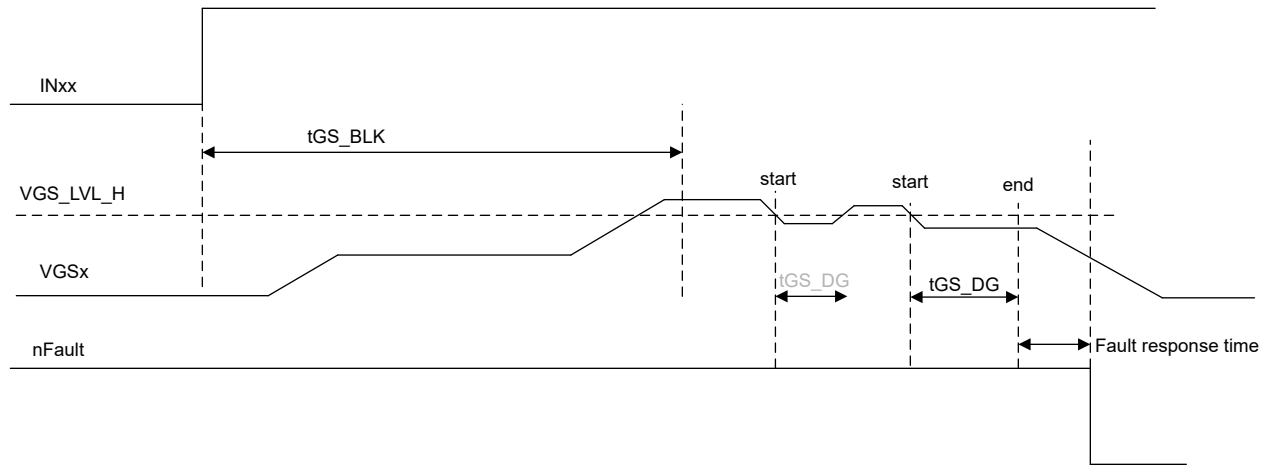 INxx
tGS_BLK
VGS_LVL_H
start
start
end
VGSx
tGS_DG
tGS_DG
nFault
Fault response time